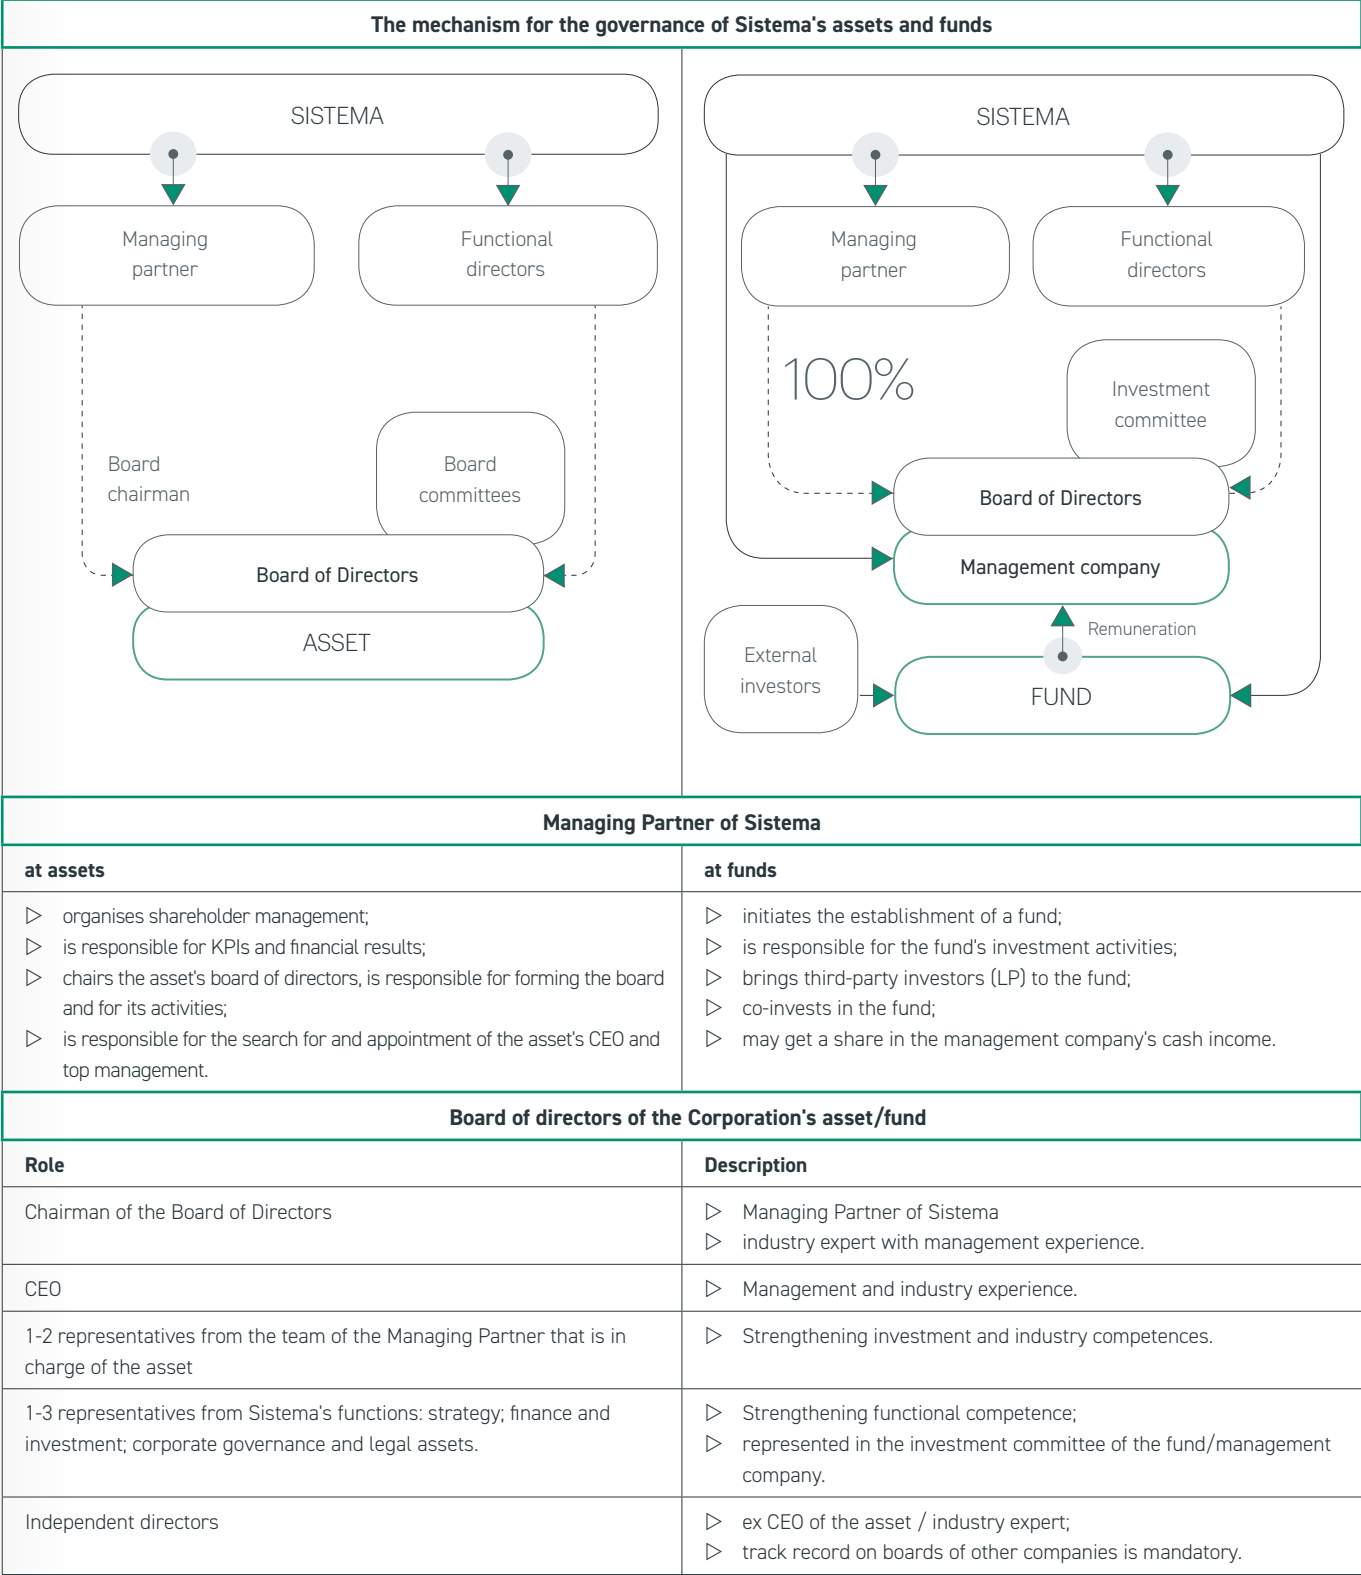 The mechanism for the governance of Sistema's assets and funds
SISTEMA
Managing
partner
Functional
directors
Board
chairman
Board
committees
Board of Directors
ASSET
SISTEMA
Managing
partner
Functional
directors
100%
Investment
committee
Board of Directors
Management company
Remuneration
External
investors
FUND
Managing Partner of Sistema
at assets
organises shareholder management;
is responsible for KPIs and financial results;
chairs the asset's board of directors, is responsible for forming the board
and for its activities;
is responsible for the search for and appointment of the asset's CEO and
top management.
at funds
initiates the establishment of a fund;
is responsible for the fund's investment activities;
brings third-party investors (LP) to the fund;
co-invests in the fund;
may get a share in the management company's cash income.
Board of directors of the Corporation's asset/fund
Role
Description
Chairman of the Board of Directors
Managing Partner of Sistema
industry expert with management experience.
CEO
Management and industry experience.
1-2 representatives from the team of the Managing Partner that is in
charge of the asset
Strengthening investment and industry competences.
1-3 representatives from Sistema's functions: strategy; finance and
investment; corporate governance and legal assets.
Strengthening functional competence;
represented in the investment committee of the fund/management
company.
Independent directors
ex CEO of the asset / industry expert;
track record on boards of other companies is mandatory.